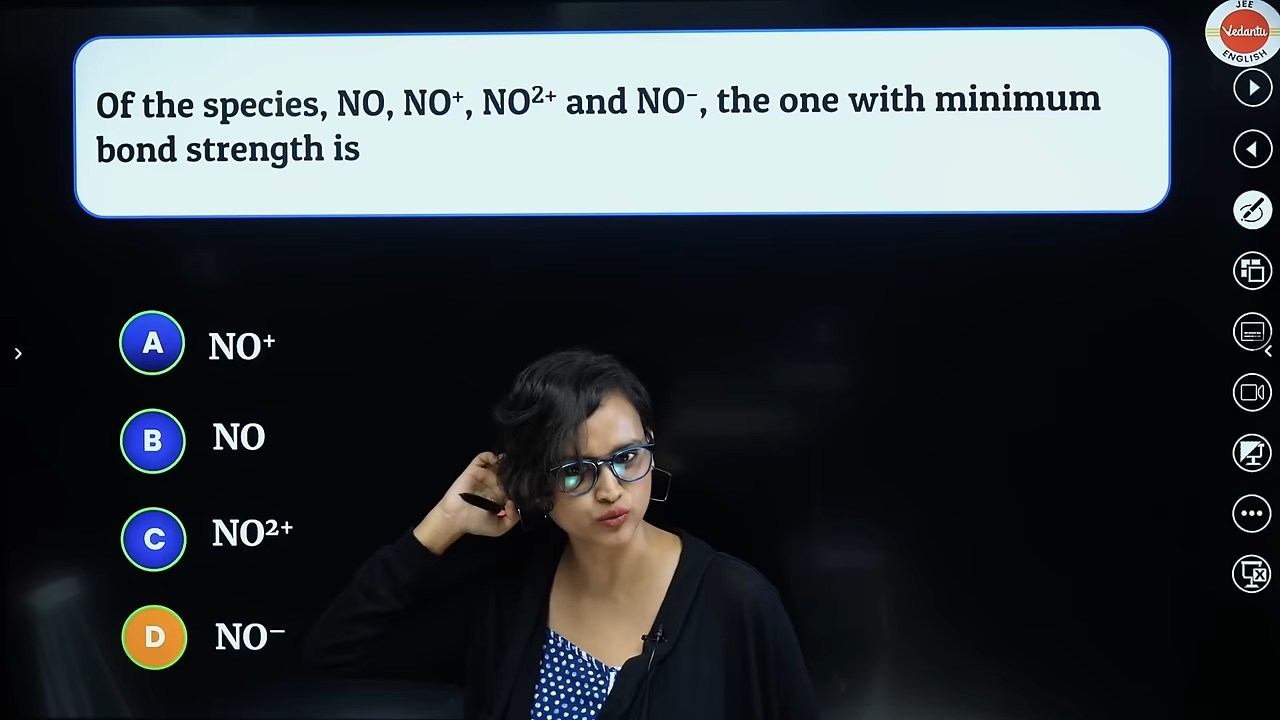 JEE
Vedantu
ENGLISH
Of the species, NO, NO⁺, NO²⁺ and NO⁻, the one with minimum
bond strength is
A NO⁺
B NO
C NO²⁺
D NO⁻